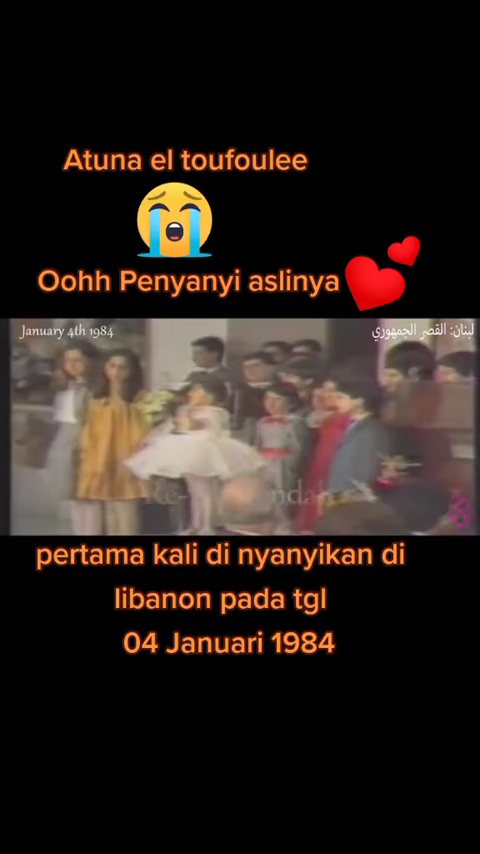 Atuna el toufoulee
Oohh Penyanyi aslinya
January 4th 1984
لبنان: القصر الجمهوري
pertama kali di nyanyikan di
libanon pada tgl
04 Januari 1984